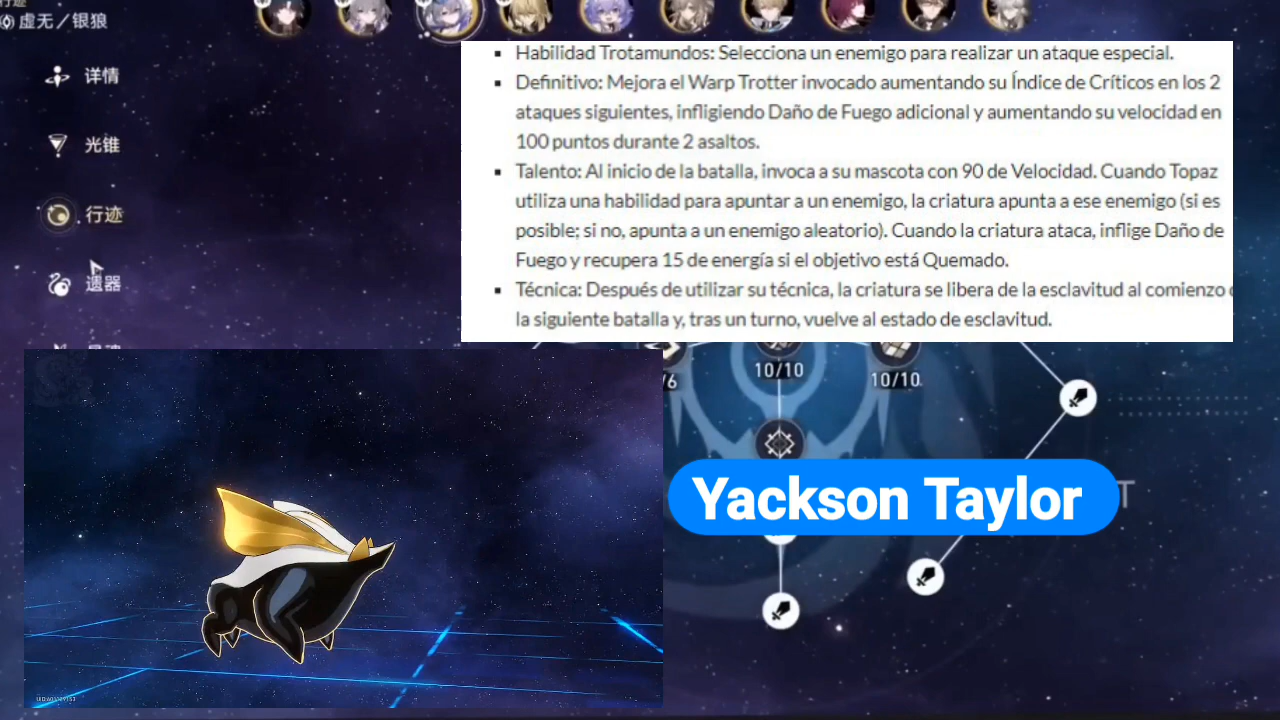 行迹
虚无／银狼
详情
光锥
行迹
遗器
Habilidad Trotamundos: Selecciona un enemigo para realizar un ataque especial.
Definitivo: Mejora el Warp Trotter invocado aumentando su Índice de Críticos en los 2
ataques siguientes, infligiendo Daño de Fuego adicional y aumentando su velocidad en
100 puntos durante 2 asaltos.
Talento: Al inicio de la batalla, invoca a su mascota con 90 de Velocidad. Cuando Topaz
utiliza una habilidad para apuntar a un enemigo, la criatura apunta a ese enemigo (si es
posible; si no, apunta a un enemigo aleatorio). Cuando la criatura ataca, inflige Daño de
Fuego y recupera 15 de energía si el objetivo está Quemado.
Técnica: Después de utilizar su técnica, la criatura se libera de la esclavitud al comienzo
la siguiente batalla y, tras un turno, vuelve al estado de esclavitud.
/6
10/10
10/10
Yackson Taylor
T